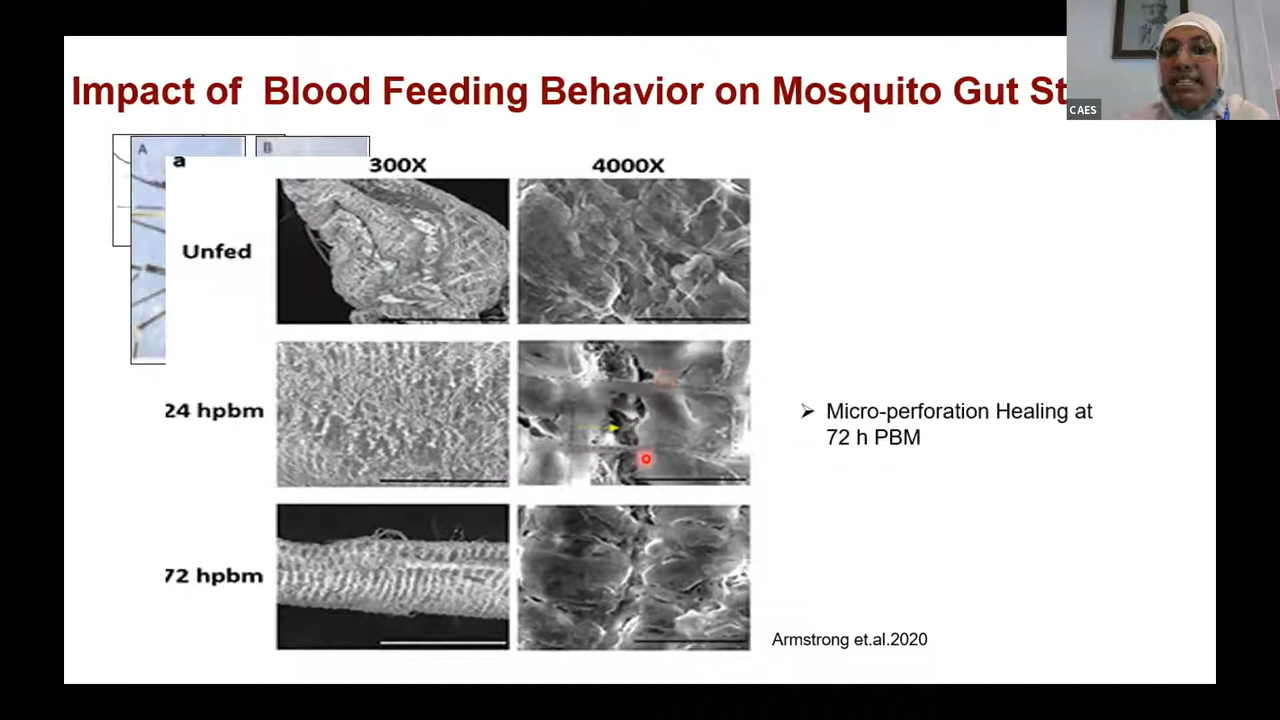 Impact of Blood Feeding Behavior on Mosquito Gut St
CAES
A
B
a
300X
4000X
Unfed
24 hpbm
72 hpbm
➢ Micro-perforation Healing at
72 h PBM
Armstrong et.al.2020